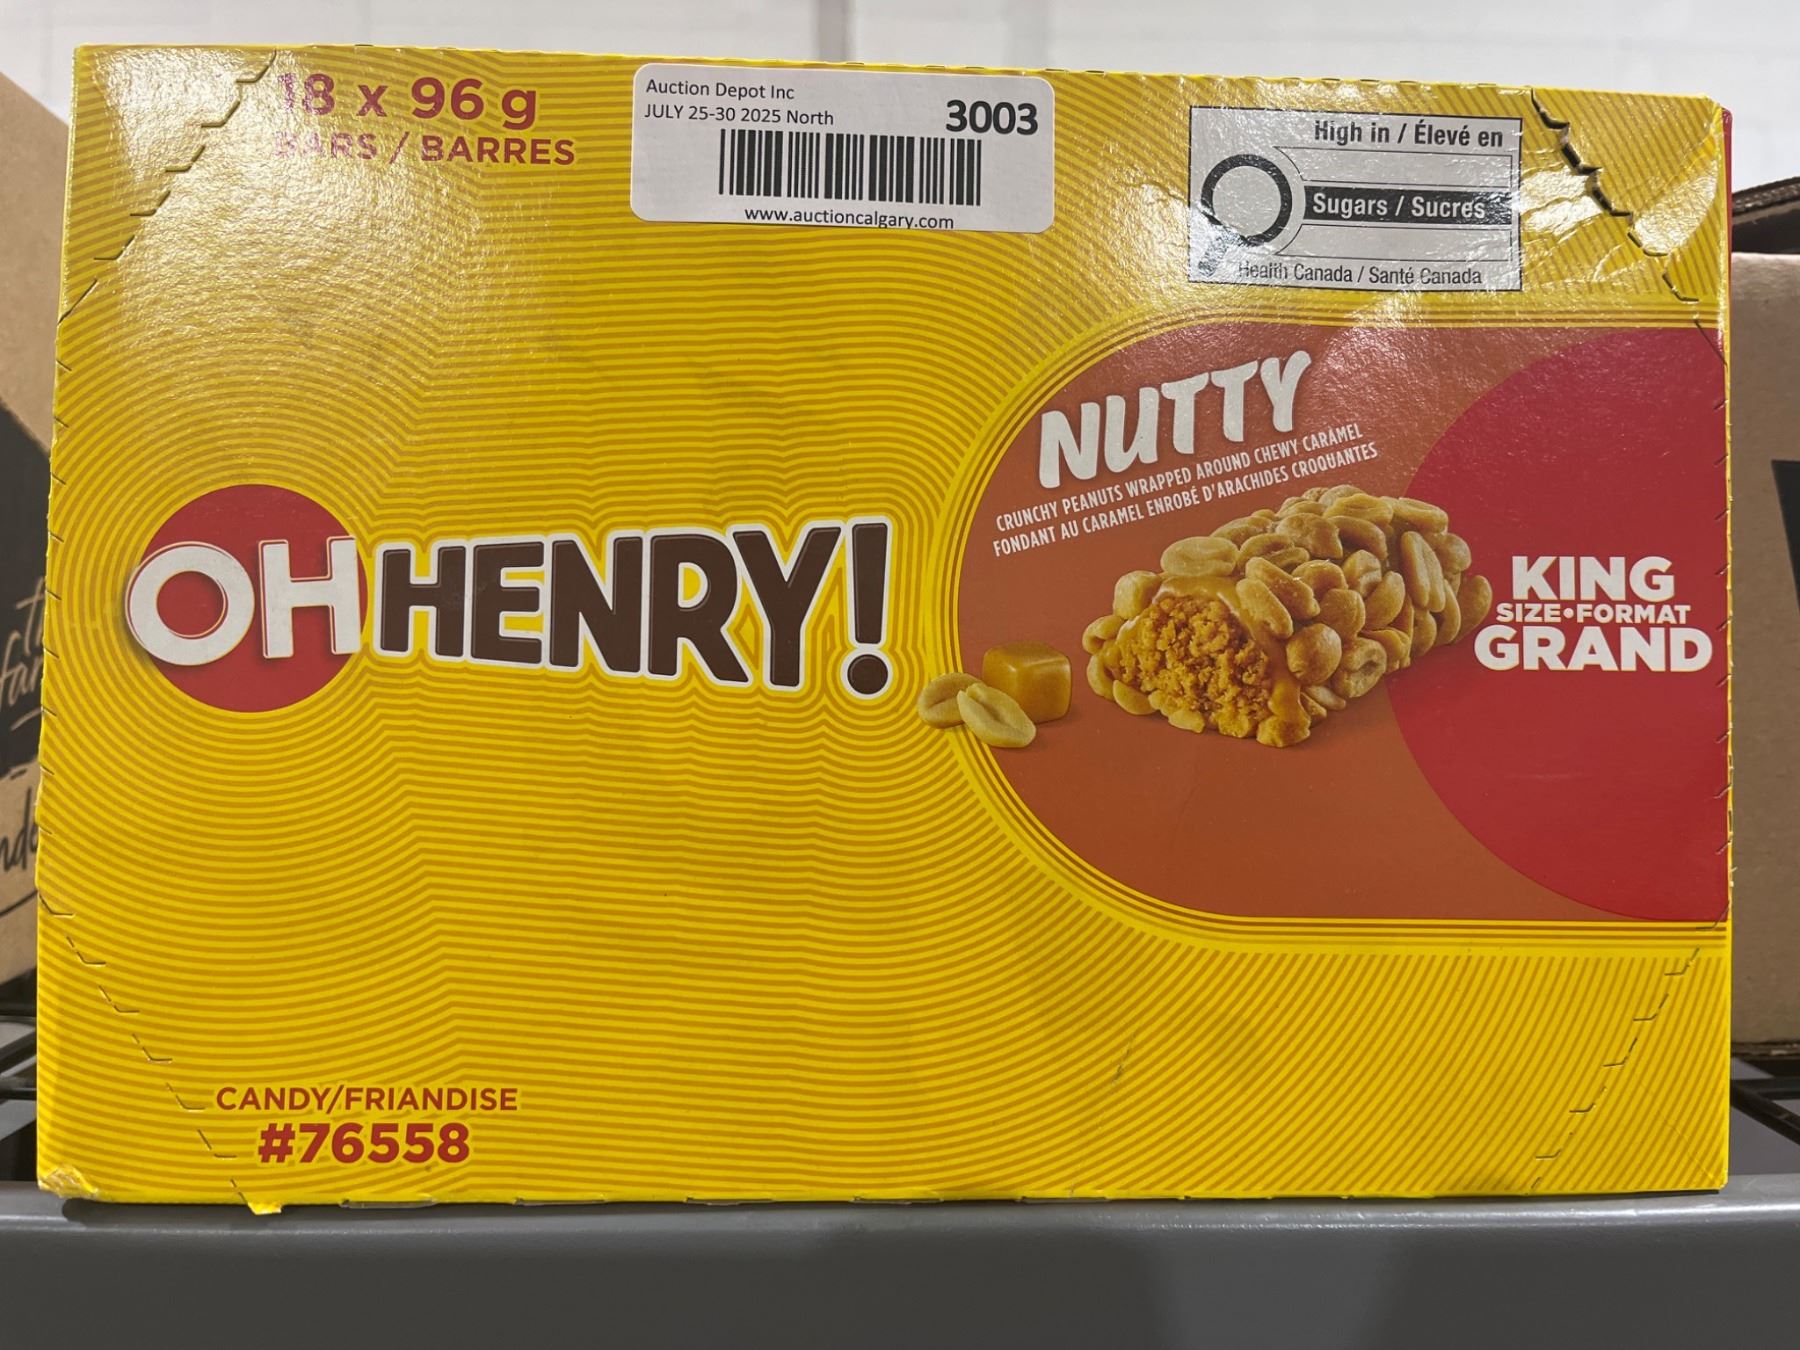 18 x 96 g
BARS / BARRES
Auction Depot Inc
JULY 25-30 2025 North
3003
www.auctioncalgary.com
High in / Élevé en
Sugars / Sucres
Health Canada / Santé Canada
NUTTY
CRUNCHY PEANUTS WRAPPED AROUND CHEWY CARAMEL
FONDANT AU CARAMEL ENROBÉ D'ARACHIDES CROQUANTES
OH HENRY!
KING
SIZE•FORMAT
GRAND
CANDY/FRIANDISE
#76558